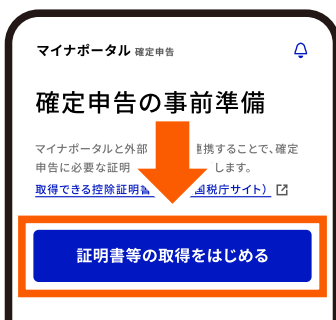 マイナポータル 確定申告
確定申告の事前準備
マイナポータルと外部 連携することで、確定
申告に必要な証明 します。
取得できる控除証明書 国税庁サイト）
証明書等の取得をはじめる